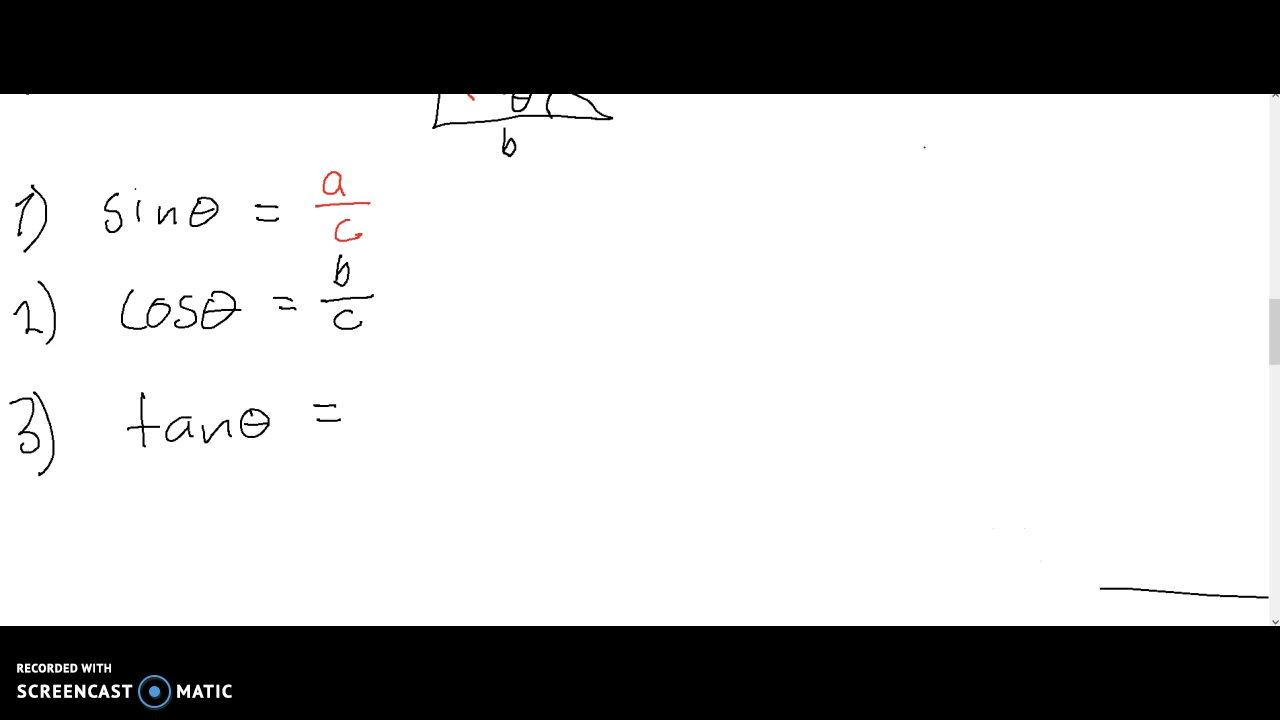 θ
b
1) sinθ = a/c
2) cosθ = b/c
3) tanθ =
RECORDED WITH
SCREENCAST MATIC